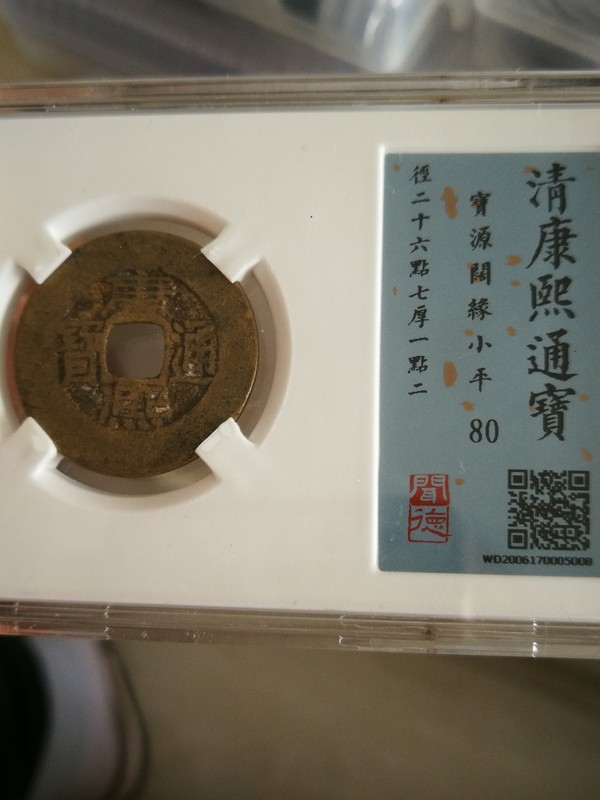 清康熙通寶
寶源闊緣小平 80
徑二十六點七厚一點二
聞德
WD2006170005008
康熙通寶